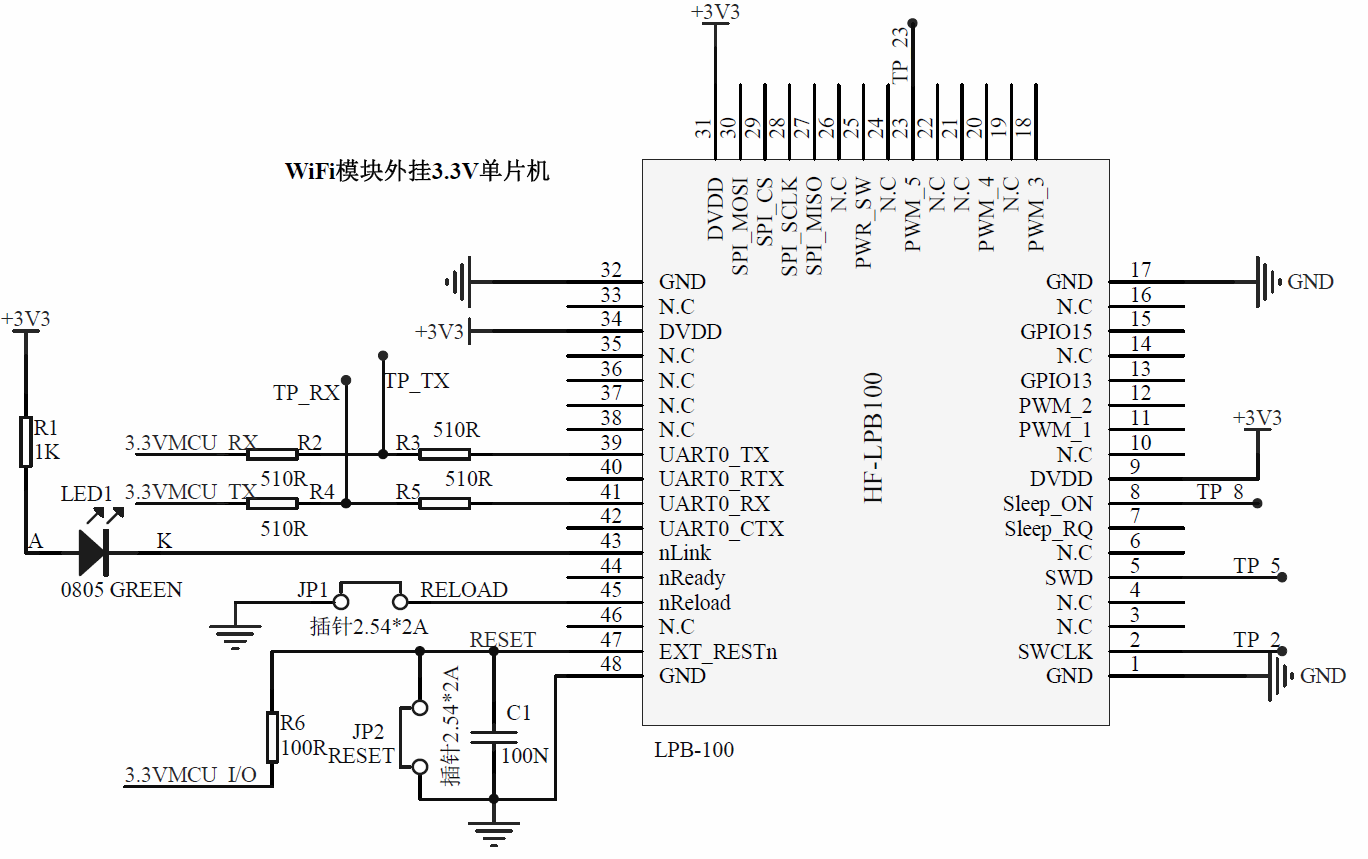 +3V3
TP_23
31
30
29
28
27
26
25
24
23
22
21
20
19
18
WiFi模块外挂3.3V单片机
DVDD
SPI_MOSI
SPI_CS
SPI_SCLK
SPI_MISO
N.C
PWR_SW
N.C
PWM_5
N.C
N.C
PWM_4
N.C
PWM_3
32 GND
33 N.C
+3V3 34 DVDD
35 N.C
36 N.C
37 N.C
38 N.C
39 UART0_TX
40 UART0_RTX
41 UART0_RX
42 UART0_CTX
43 nLink
44 nReady
45 nReload
46 N.C
47 EXT_RESTn
48 GND
HF-LPB100
GND 17 GND
N.C 16
GPIO15 15
N.C 14
GPIO13 13
PWM_2 12
PWM_1 11
N.C 10
+3V3
DVDD 9
Sleep_ON 8 TP_8
Sleep_RQ 7
N.C 6
SWD 5 TP_5
N.C 4
N.C 3
SWCLK 2 TP_2
GND 1 GND
LPB-100
+3V3
R1
1K
TP_TX
TP_RX
3.3VMCU_RX R2 R3 510R
510R
3.3VMCU_TX R4 R5 510R
510R
LED1
A K
0805 GREEN
JP1 RELOAD
插针2.54*2A
RESET
R6
100R
JP2
RESET
插针2.54*2A
C1
100N
3.3VMCU_I/O